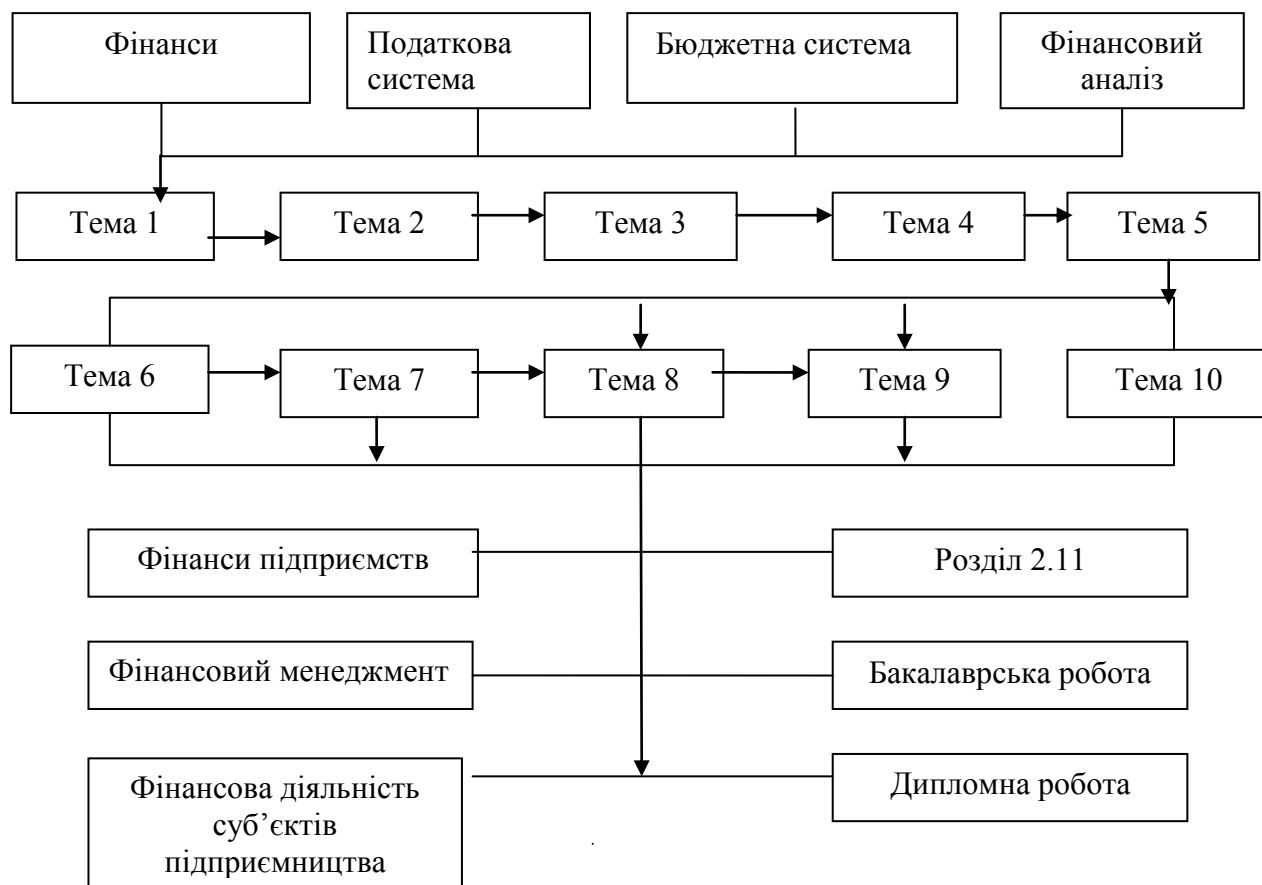 Фінанси
Податкова
система
Бюджетна система
Фінансовий
аналіз
Тема 1
Тема 2
Тема 3
Тема 4
Тема 5
Тема 6
Тема 7
Тема 8
Тема 9
Тема 10
Фінанси підприємств
Розділ 2.11
Фінансовий менеджмент
Бакалаврська робота
Фінансова діяльність
суб’єктів
підприємництва
Дипломна робота